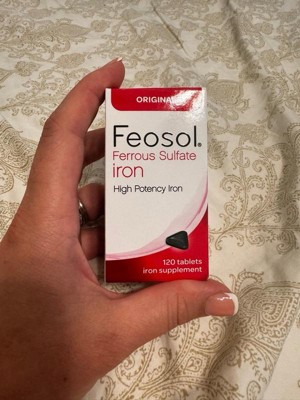 ORIGINAL
Feosol®
Ferrous Sulfate
iron
High Potency Iron
120 tablets
iron supplement